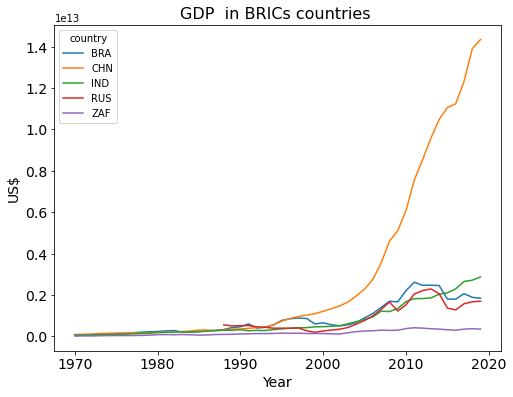 GDP  in BRICs countries
1e13
country
BRA
CHN
IND
RUS
ZAF
1.4
1.2
1.0
0.8
0.6
0.4
0.2
0.0
US$
1970 1980 1990 2000 2010 2020
Year